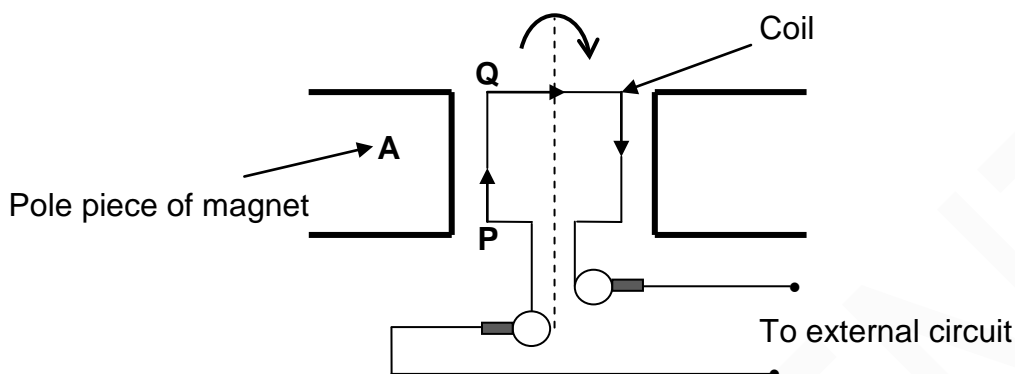 Coil
Q
A
Pole piece of magnet
P
To external circuit